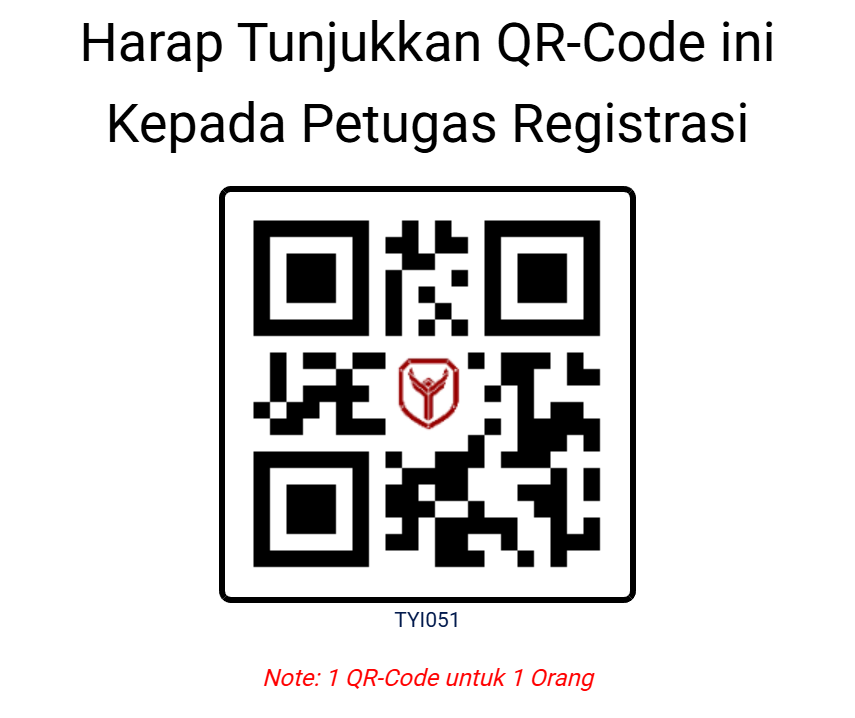 Harap Tunjukkan QR-Code ini
Kepada Petugas Registrasi
TYI051
Note: 1 QR-Code untuk 1 Orang